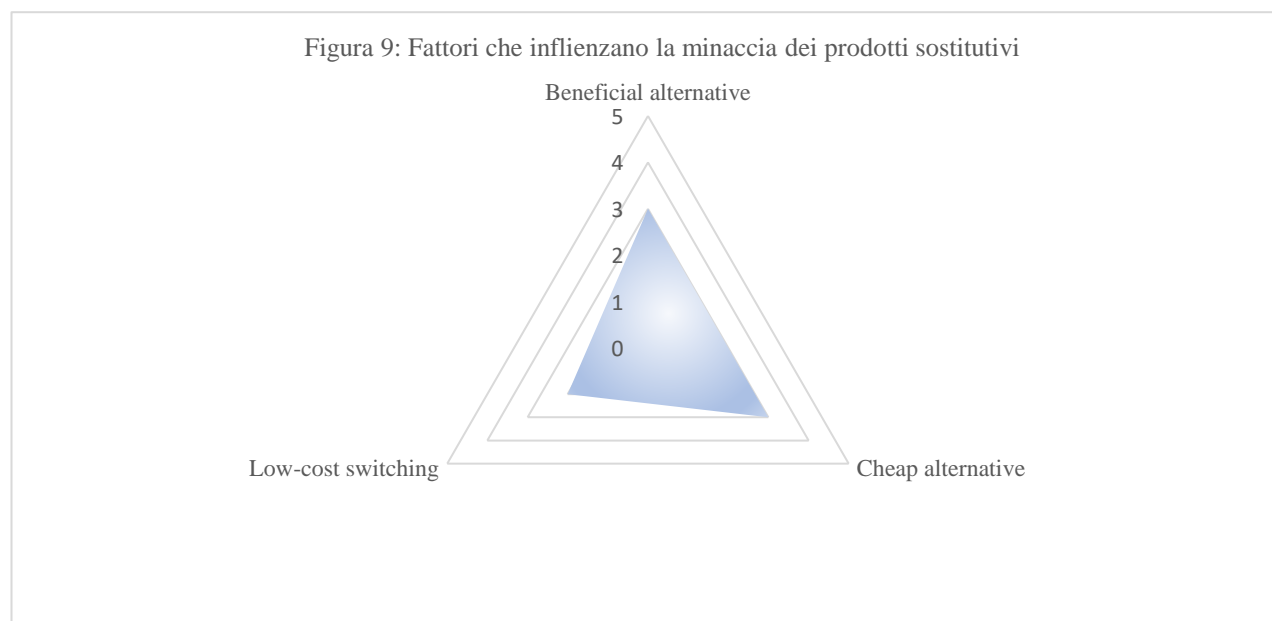 Figura 9: Fattori che inflienzano la minaccia dei prodotti sostitutivi
Beneficial alternative
5
4
3
2
1
0
Low-cost switching
Cheap alternative